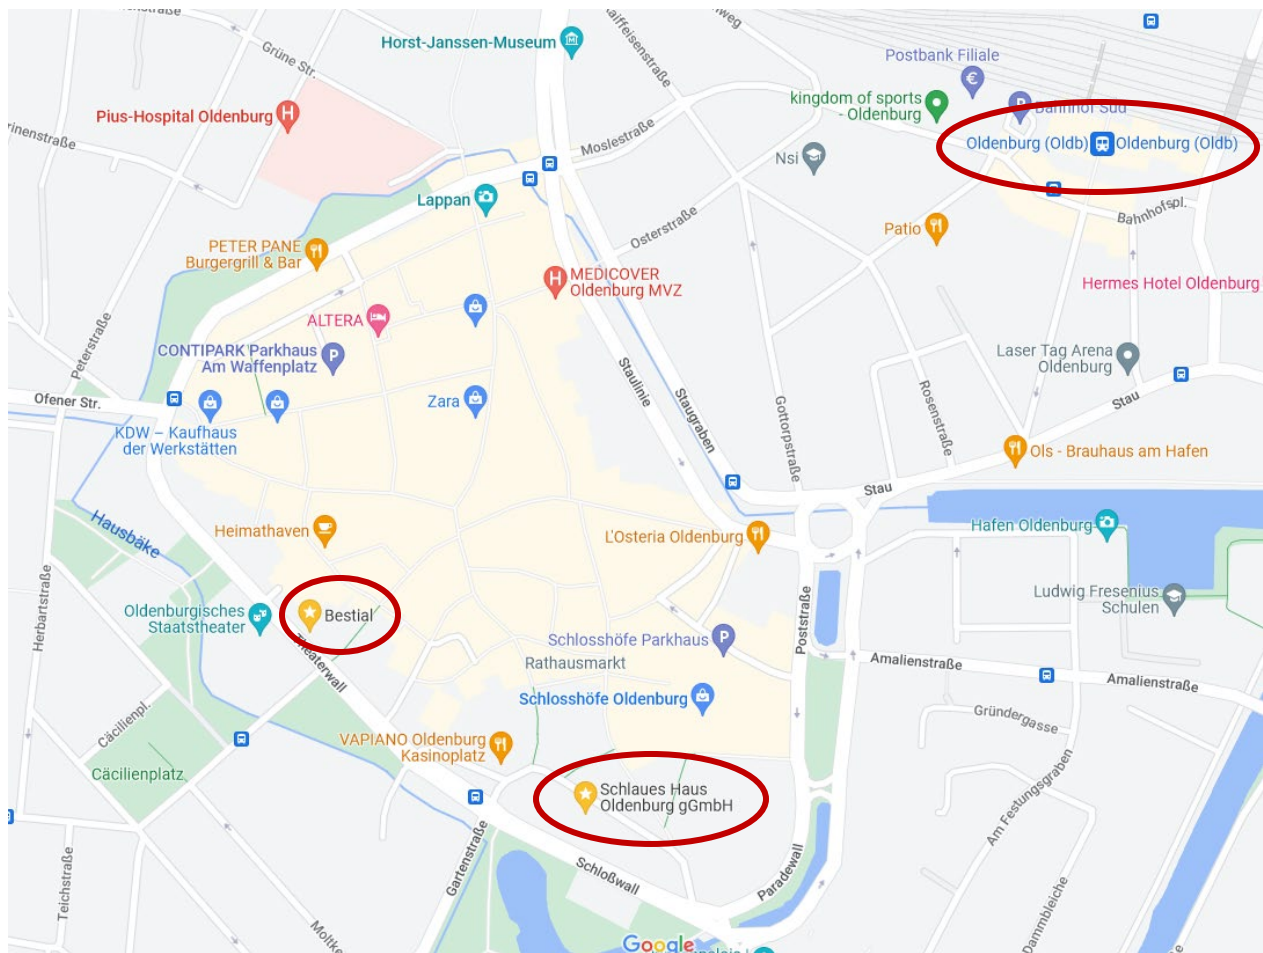 Horst-Janssen-Museum
Grüne Str.
Raiffeisenstraße
Postbank Filiale
kingdom of sports
- Oldenburg
Bahnhof Süd
Pius-Hospital Oldenburg
Moslestraße
Nsi
Oldenburg (Oldb)
Oldenburg (Oldb)
Lappan
Osterstraße
Bahnhofspl.
Patio
PETER PANE
Burgergrill & Bar
MEDICOVER
Oldenburg MVZ
Hermes Hotel Oldenburg
ALTERA
Peterstraße
CONTIPARK Parkhaus
Am Waffenplatz
Laser Tag Arena
Oldenburg
Staulinie
Staugraben
Gottorpstraße
Rosenstraße
Stau
Ofener Str.
Zara
KDW – Kaufhaus
der Werkstätten
Ols - Brauhaus am Hafen
Stau
Hausbäke
Heimathaven
L'Osteria Oldenburg
Hafen Oldenburg
Herbartstraße
Oldenburgisches
Staatstheater
Bestial
Ludwig Fresenius
Schulen
Theaterwall
Poststraße
Schlosshöfe Parkhaus
Rathausmarkt
Amalienstraße
Amalienstraße
Schlosshöfe Oldenburg
Cäcilienpl.
Gründergasse
VAPIANO Oldenburg
Kasinoplatz
Cäcilienplatz
Schlaues Haus
Oldenburg gGmbH
Am Festungsgraben
Gartenstraße
Schloßwall
Paradewall
Teichstraße
Moltke
Dammbleiche
Google